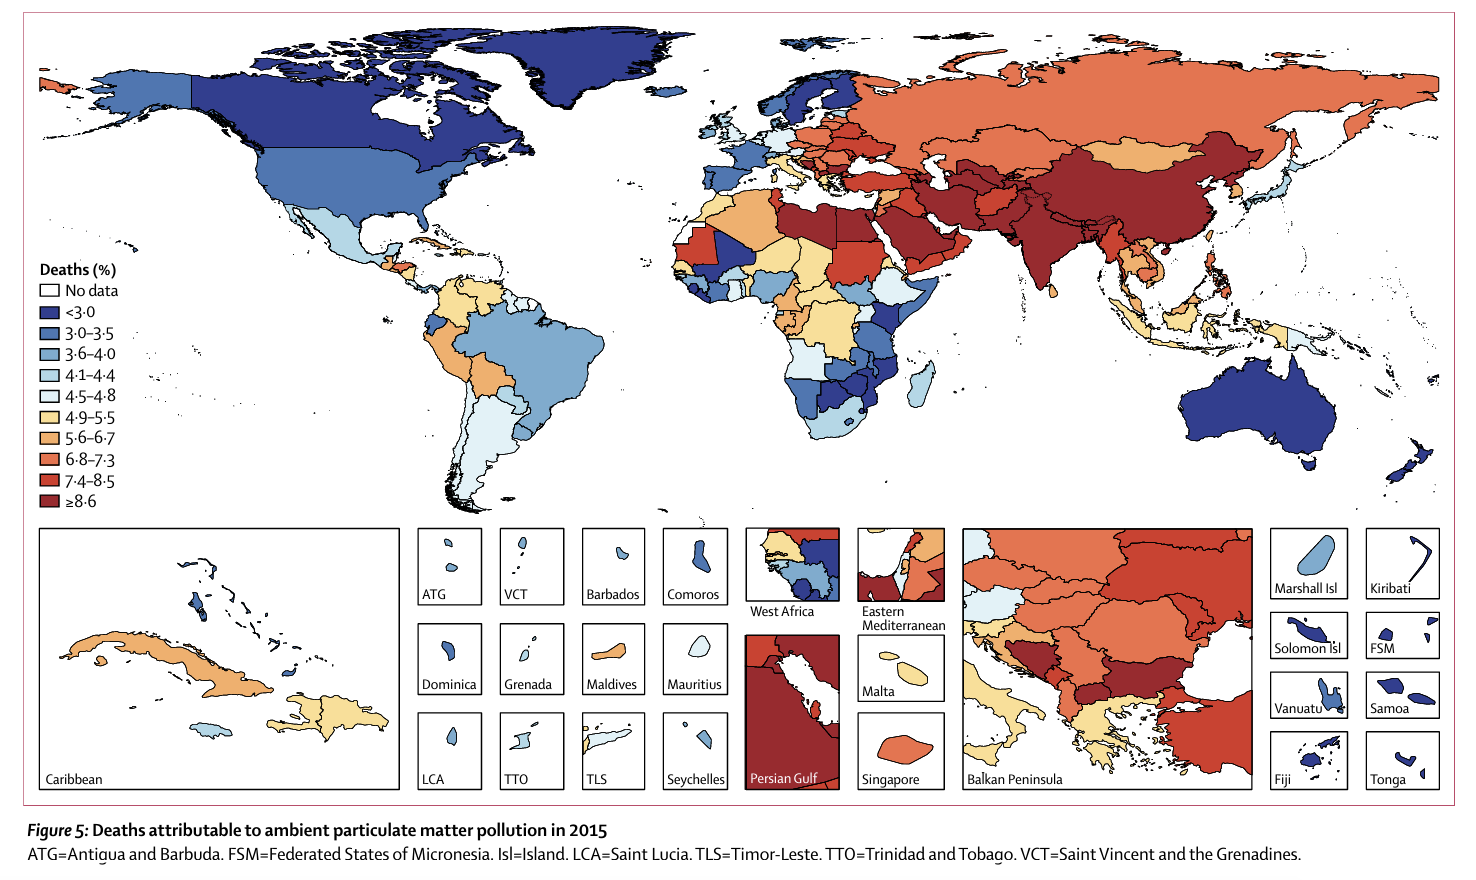 Deaths (%)
No data
<3·0
3·0–3·5
3·6–4·0
4·1–4·4
4·5–4·8
4·9–5·5
5·6–6·7
6·8–7·3
7·4–8·5
≥8·6
Caribbean
ATG
VCT
Barbados
Comoros
Dominica
Grenada
Maldives
Mauritius
LCA
TTO
TLS
Seychelles
West Africa
Eastern
Mediterranean
Persian Gulf
Malta
Singapore
Balkan Peninsula
Marshall Isl
Kiribati
Solomon Isl
FSM
Vanuatu
Samoa
Fiji
Tonga
Figure 5: Deaths attributable to ambient particulate matter pollution in 2015
ATG=Antigua and Barbuda. FSM=Federated States of Micronesia. Isl=Island. LCA=Saint Lucia. TLS=Timor-Leste. TTO=Trinidad and Tobago. VCT=Saint Vincent and the Grenadines.